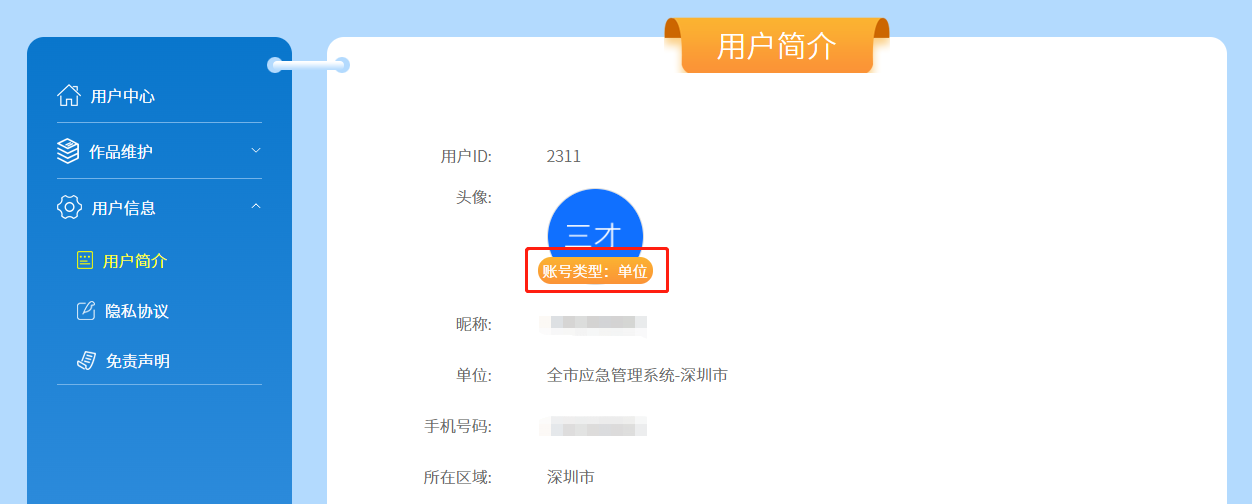 用户简介
用户中心
作品维护
用户信息
用户简介
隐私协议
免责声明
用户ID: 2311
头像:
三才
账号类型：单位
昵称:
单位: 全市应急管理系统-深圳市
手机号码:
所在区域: 深圳市